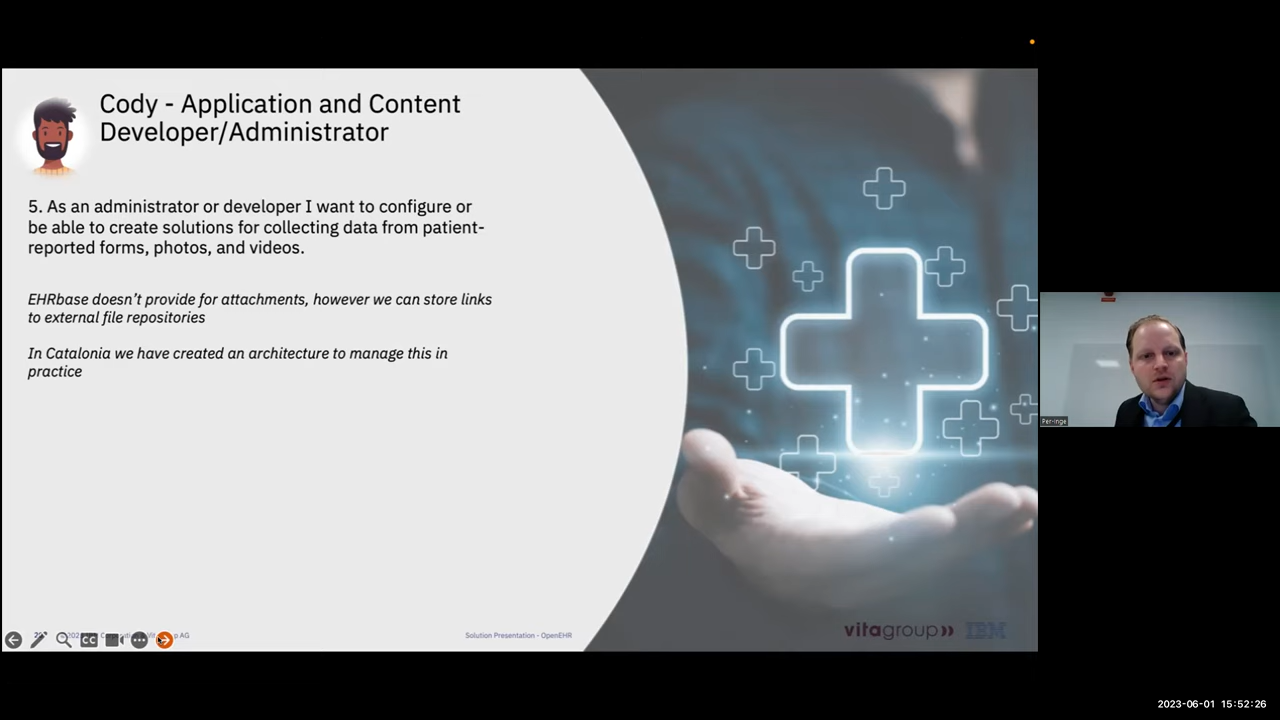 Cody - Application and Content
Developer/Administrator
5. As an administrator or developer I want to configure or
be able to create solutions for collecting data from patient-
reported forms, photos, and videos.
EHRbase doesn't provide for attachments, however we can store links
to external file repositories
In Catalonia we have created an architecture to manage this in
practice
Per-Inge
CC
AG
Solution Presentation - OpenEHR
vitagroup
IBM
2023-06-01 15:52:26